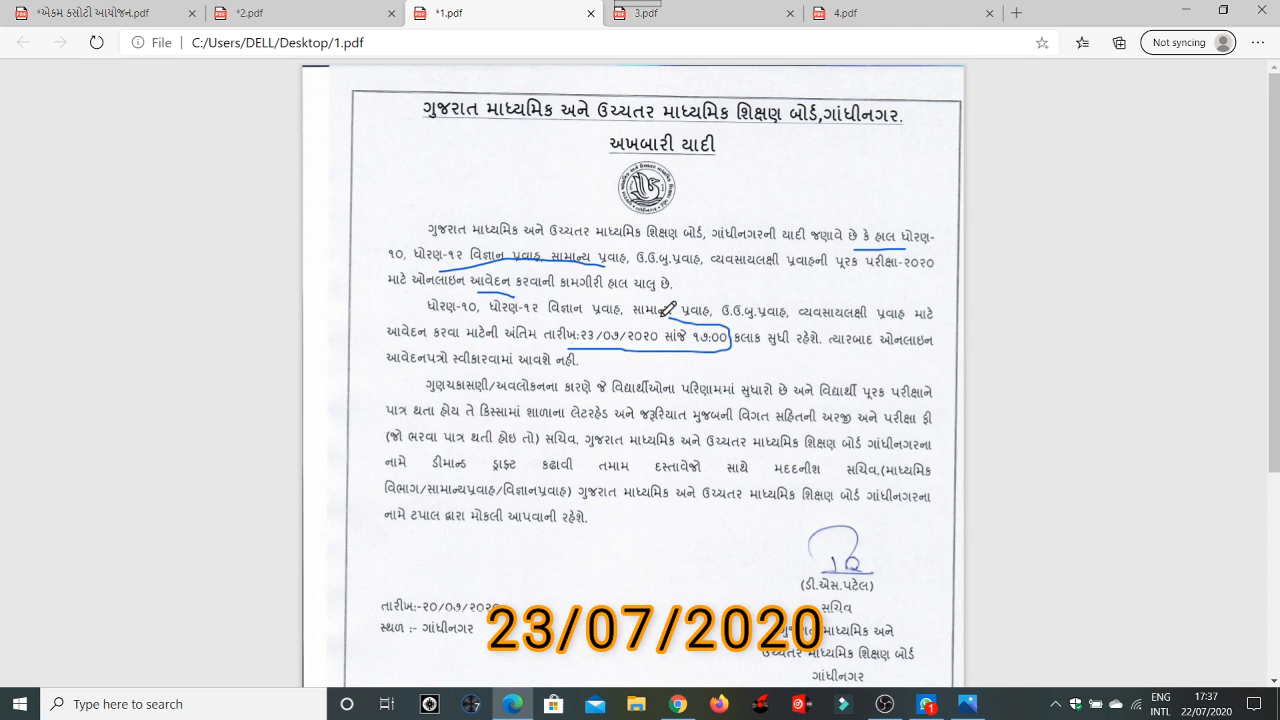 *એકમ કસોટી આયોજન.pdf
*2.pdf
*1.pdf
3.pdf
4.pdf
File
C:/Users/DELL/Desktop/1.pdf
Not syncing
ગુજરાત માધ્યમિક અને ઉચ્ચતર માધ્યમિક શિક્ષણ બોર્ડ,ગાંધીનગર.
અખબારી યાદી
ગુજરાત માધ્યમિક અને ઉચ્ચતર માધ્યમિક શિક્ષણ બોર્ડ, ગાંધીનગરની યાદી જણાવે છે કે હાલ ધોરણ-
૧૦, ધોરણ-૧૨ વિજ્ઞાન પ્રવાહ, સામાન્ય પ્રવાહ, ઉ.ઉ.બુ.પ્રવાહ, વ્યવસાયલક્ષી પ્રવાહની પૂરક પરીક્ષા-૨૦૨૦
માટે ઓનલાઇન આવેદન કરવાની કામગીરી હાલ ચાલુ છે.
ધોરણ-૧૦, ધોરણ-૧૨ વિજ્ઞાન પ્રવાહ, સામાન્ય પ્રવાહ, ઉ.ઉ.બુ.પ્રવાહ, વ્યવસાયલક્ષી પ્રવાહ માટે
આવેદન કરવા માટેની અંતિમ તારીખ:૨૩/૦૭/૨૦૨૦ સાંજે ૧૭:૦૦ કલાક સુધી રહેશે. ત્યારબાદ ઓનલાઇન
આવેદનપત્રો સ્વીકારવામાં આવશે નહી.
ગુણચકાસણી/અવલોકનના કારણે જે વિદ્યાર્થીઓના પરિણામમાં સુધારો છે અને વિદ્યાર્થી પૂરક પરીક્ષાને
પાત્ર થતા હોય તે કિસ્સામાં શાળાના લેટરહેડ અને જરૂરિયાત મુજબની વિગત સહિતની અરજી અને પરીક્ષા ફી
(જો ભરવા પાત્ર થતી હોઇ તો) સચિવ, ગુજરાત માધ્યમિક અને ઉચ્ચતર માધ્યમિક શિક્ષણ બોર્ડ ગાંધીનગરના
નામે ડીમાન્ડ ડ્રાફ્ટ કઢાવી તમામ દસ્તાવેજો સાથે મદદનીશ સચિવ,(માધ્યમિક
વિભાગ/સામાન્યપ્રવાહ/વિજ્ઞાનપ્રવાહ) ગુજરાત માધ્યમિક અને ઉચ્ચતર માધ્યમિક શિક્ષણ બોર્ડ ગાંધીનગરના
નામે ટપાલ દ્વારા મોકલી આપવાની રહેશે.
(ડી.એસ.પટેલ)
તારીખ:-૨૦/૦૭/૨૦૨૦
સચિવ
સ્થળ :- ગાંધીનગર
23/07/2020
ગુજરાત માધ્યમિક અને
ઉચ્ચતર માધ્યમિક શિક્ષણ બોર્ડ
ગાંધીનગર
Type here to search
ENG
INTL
17:37
22/07/2020
1